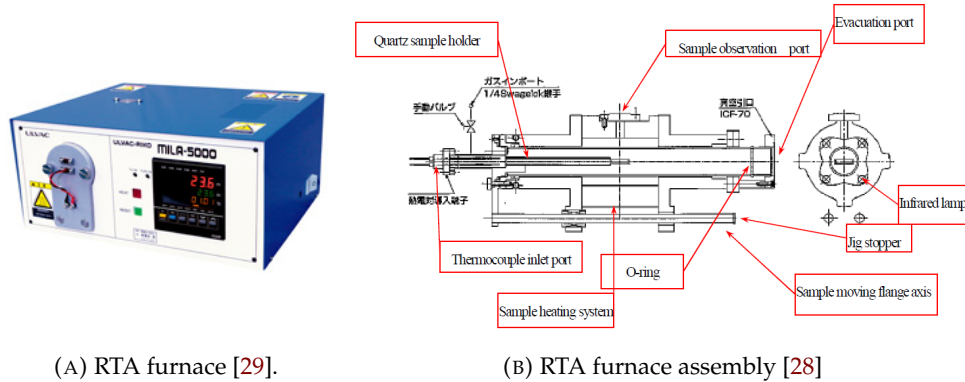 ULVAC
ULVAC-RIKO MILA-5000
23.6
Quartz sample holder
Sample observation port
Evacuation port
ガスインポート
1/4Swagelok継手
手動バルブ
真空引口
ICF-70
熱電対導入端子
Infrared lamp
Jig stopper
Thermocouple inlet port
O-ring
Sample moving flange axis
Sample heating system
(A) RTA furnace [29].
(B) RTA furnace assembly [28]